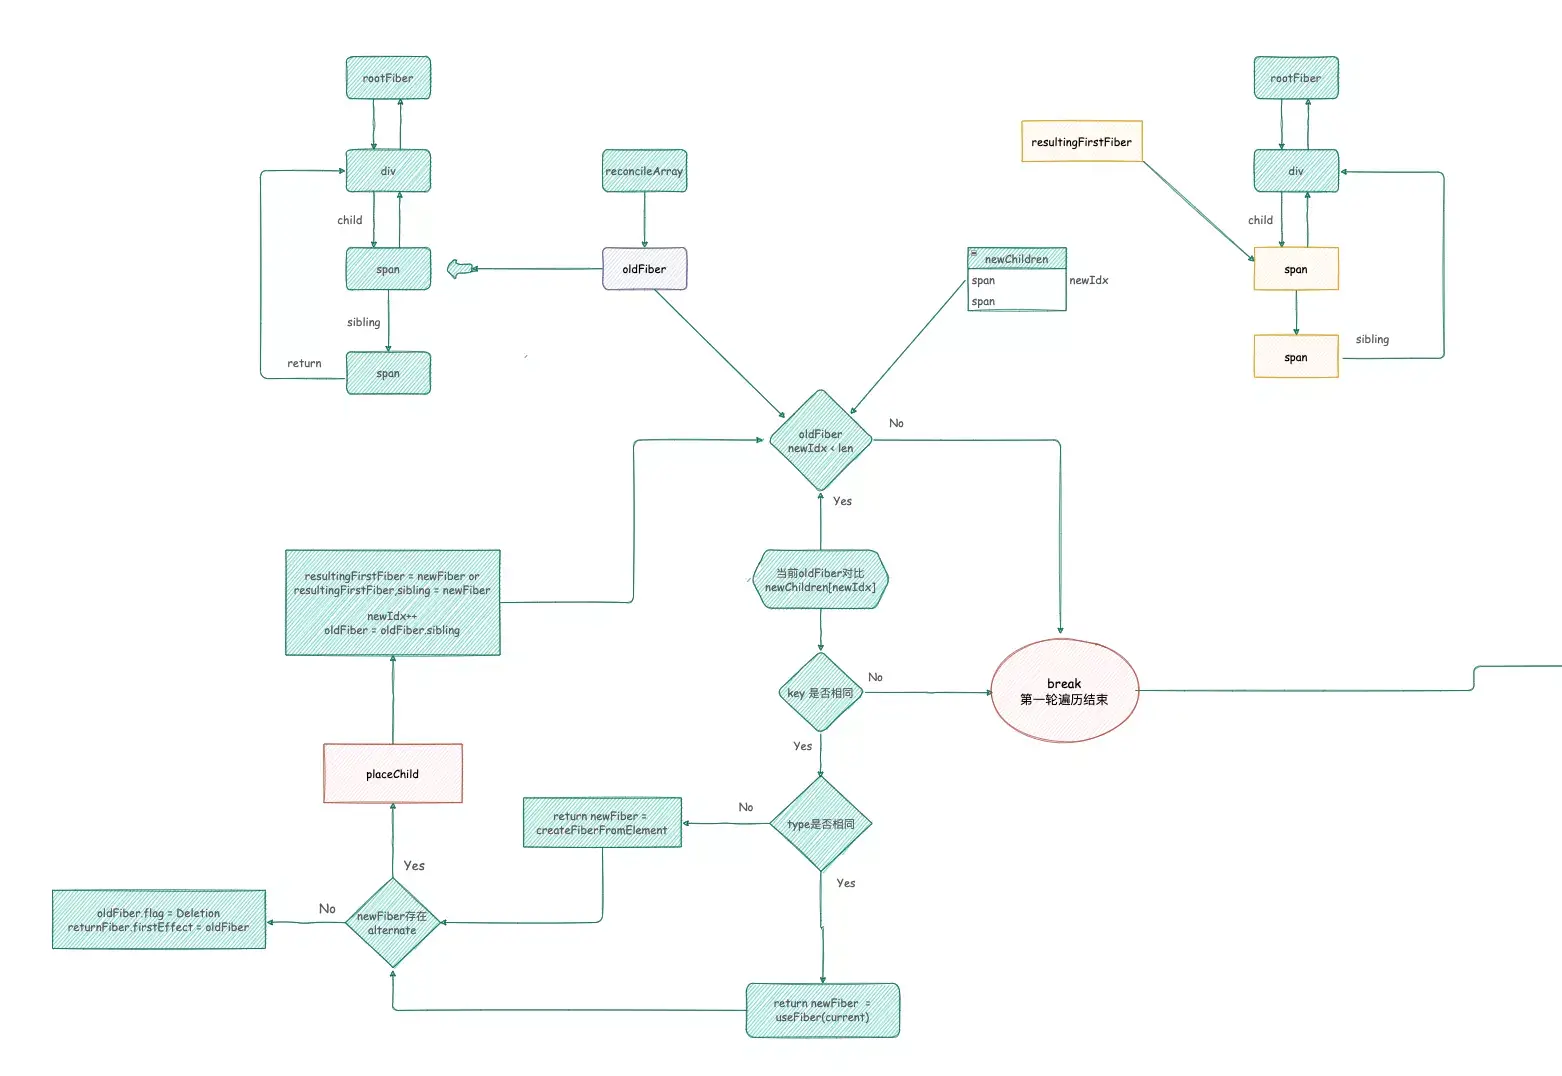 rootFiber
div
child
span
sibling
return
span
reconcileArray
oldFiber
newChildren
span
newIdx
span
resultingFirstFiber
rootFiber
div
child
span
span
sibling
oldFiber
newIdx < len
No
Yes
当前oldFiber对比
newChildren[newIdx]
resultingFirstFiber = newFiber or
resultingFirstFiber,sibling = newFiber
newIdx++
oldFiber = oldFiber.sibling
key 是否相同
No
break
第一轮遍历结束
Yes
placeChild
type是否相同
No
return newFiber =
createFiberFromElement
Yes
Yes
newFiber存在
alternate
No
oldFiber.flag = Deletion
returnFiber.firstEffect = oldFiber
return newFiber =
useFiber(current)